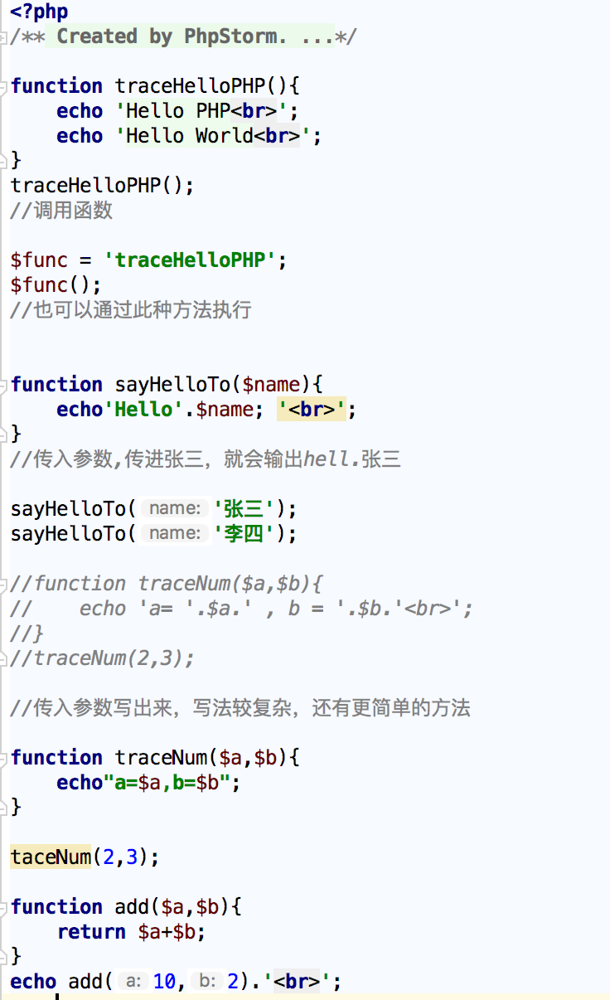 <?php
/** Created by PhpStorm. ...*/
function traceHelloPHP(){
    echo 'Hello PHP<br>';
    echo 'Hello World<br>';
}
traceHelloPHP();
//调用函数
$func = 'traceHelloPHP';
$func();
//也可以通过此种方法执行
function sayHelloTo($name){
    echo'Hello'.$name; '<br>';
}
//传入参数,传进张三，就会输出hell.张三
sayHelloTo( name: '张三');
sayHelloTo( name: '李四');
//function traceNum($a,$b){
//    echo 'a= '.$a.' , b = '.$b.'<br>';
//}
//traceNum(2,3);
//传入参数写出来，写法较复杂，还有更简单的方法
function traceNum($a,$b){
    echo"a=$a,b=$b";
}
taceNum(2,3);
function add($a,$b){
    return $a+$b;
}
echo add( a: 10, b: 2).'<br>';